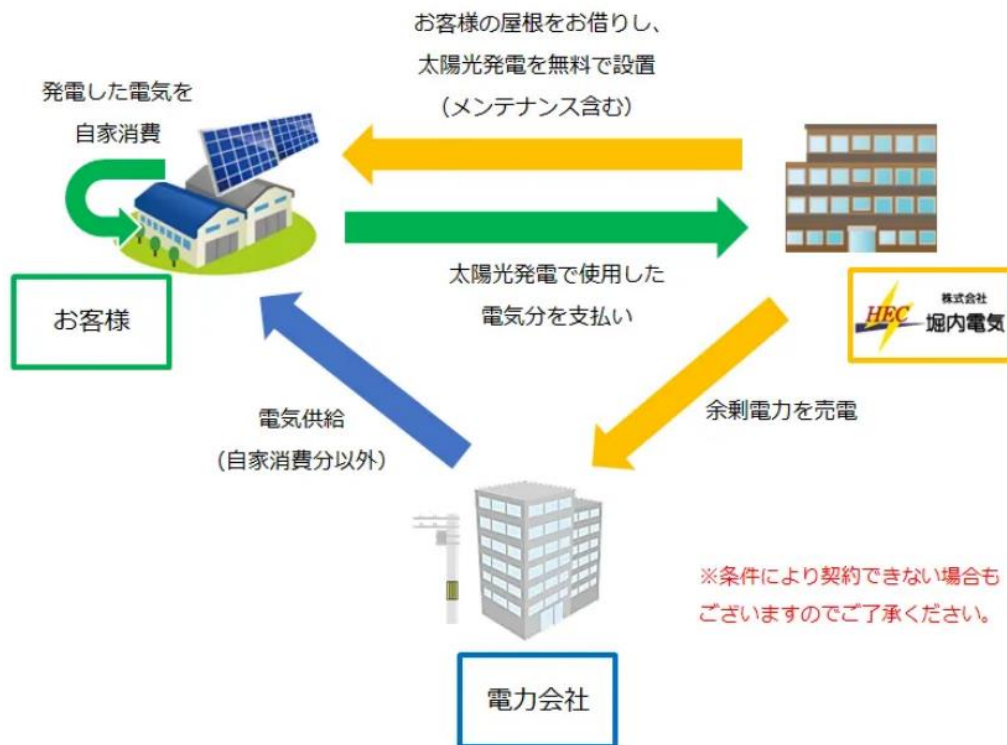 お客様の屋根をお借りし、
太陽光発電を無料で設置
(メンテナンス含む)
発電した電気を
自家消費
太陽光発電で使用した
電気分を支払い
お客様
HEC
株式会社
堀内電気
電気供給
(自家消費分以外)
余剰電力を売電
※条件により契約できない場合も
ございますのでご了承ください。
電力会社